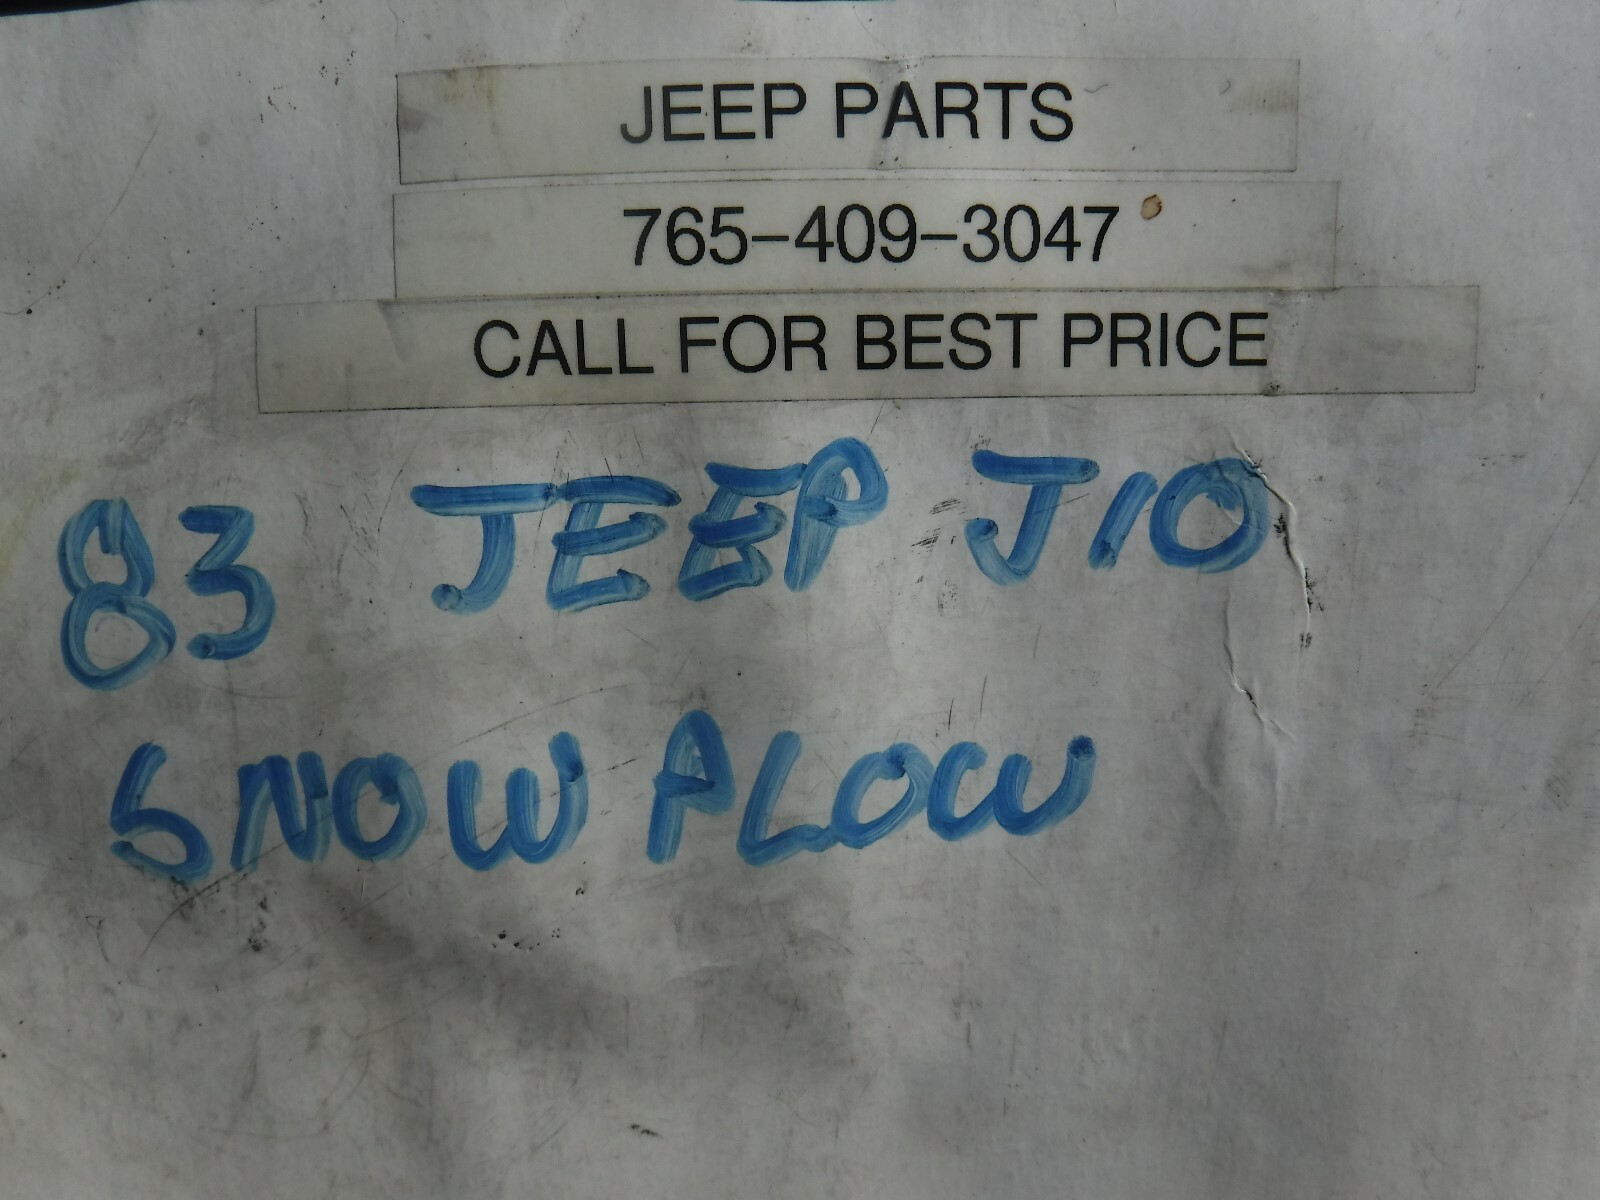 JEEP PARTS
765-409-3047
CALL FOR BEST PRICE
83 JEEP J10
SNOW PLOW